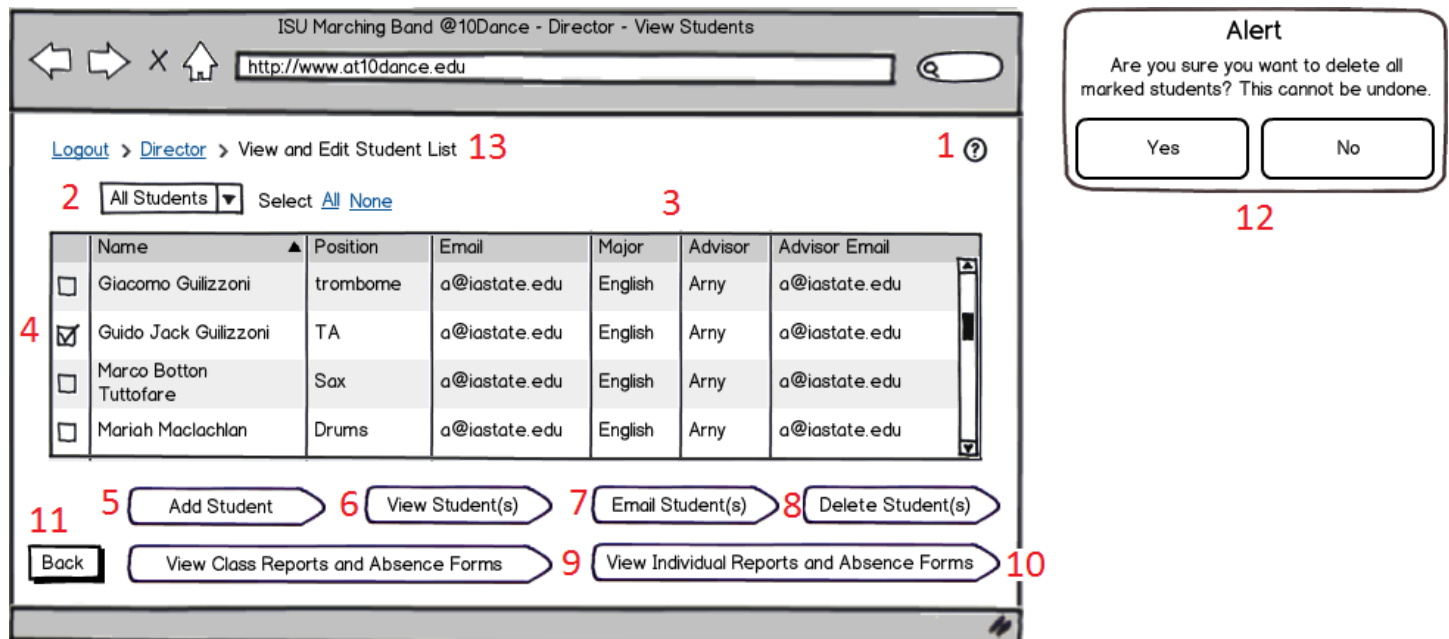 ISU Marching Band @10Dance - Director - View Students
http://www.at10dance.edu
Logout > Director > View and Edit Student List 13
1 ?
2 All Students Select All None
3
Name Position Email Major Advisor Advisor Email
Giacomo Guilizzoni trombome a@iastate.edu English Arny a@iastate.edu
4 Guido Jack Guilizzoni TA a@iastate.edu English Arny a@iastate.edu
Marco Botton
Tuttofare Sax a@iastate.edu English Arny a@iastate.edu
Mariah Maclachlan Drums a@iastate.edu English Arny a@iastate.edu
5 Add Student 6 View Student(s) 7 Email Student(s) 8 Delete Student(s)
11
Back View Class Reports and Absence Forms 9 View Individual Reports and Absence Forms 10
Alert
Are you sure you want to delete all
marked students? This cannot be undone.
Yes No
12